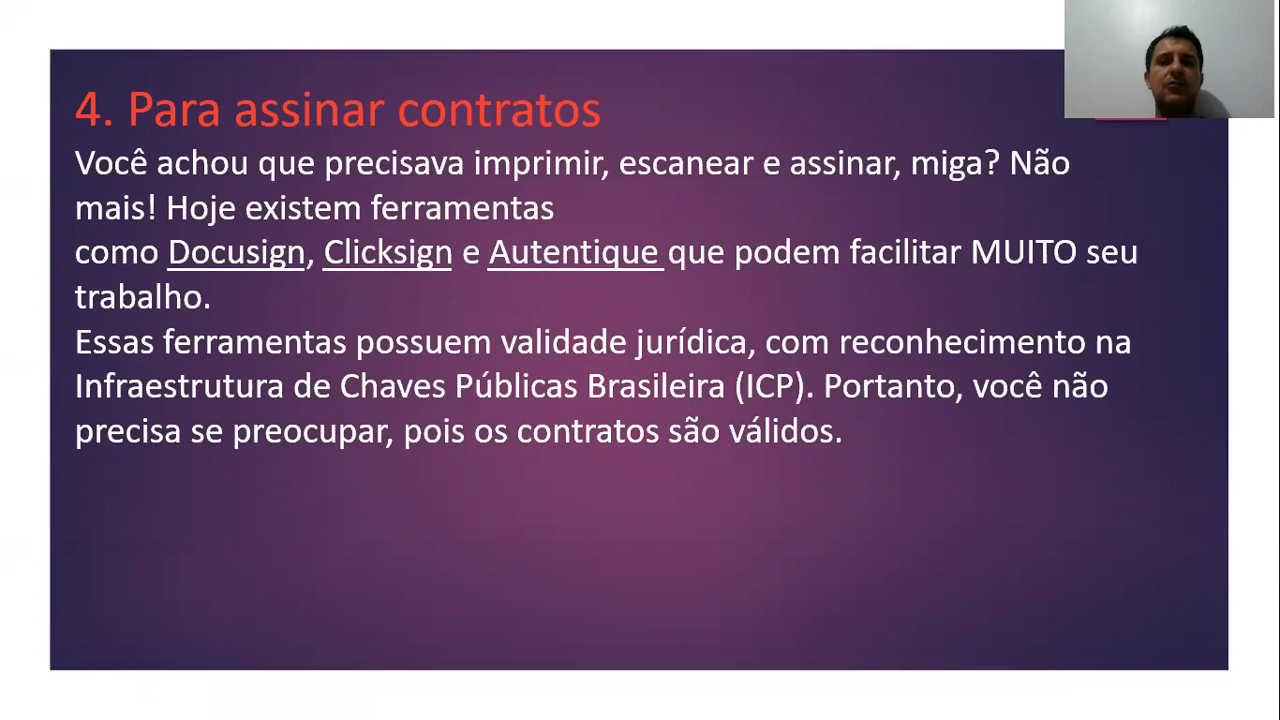 4. Para assinar contratos
Você achou que precisava imprimir, escanear e assinar, miga? Não
mais! Hoje existem ferramentas
como Docusign, Clicksign e Autentique que podem facilitar MUITO seu
trabalho.
Essas ferramentas possuem validade jurídica, com reconhecimento na
Infraestrutura de Chaves Públicas Brasileira (ICP). Portanto, você não
precisa se preocupar, pois os contratos são válidos.